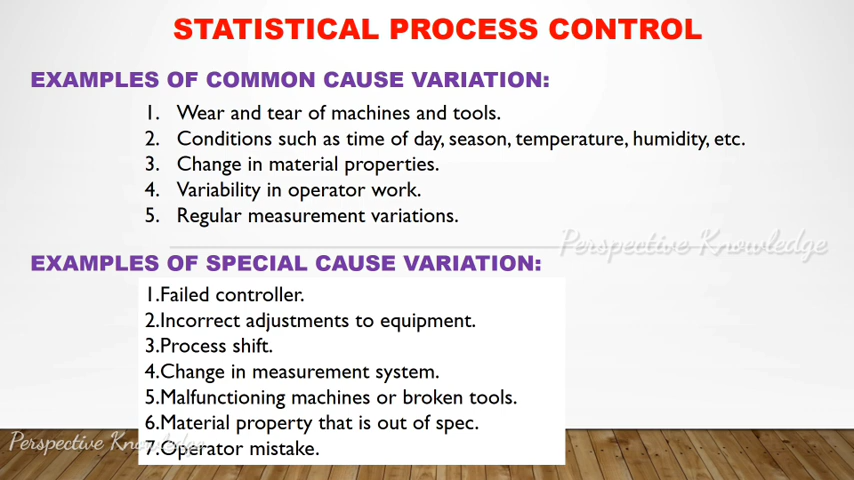 STATISTICAL PROCESS CONTROL
EXAMPLES OF COMMON CAUSE VARIATION:
1. Wear and tear of machines and tools.
2. Conditions such as time of day, season, temperature, humidity, etc.
3. Change in material properties.
4. Variability in operator work.
5. Regular measurement variations.
Perspective Knowledge
EXAMPLES OF SPECIAL CAUSE VARIATION:
1.Failed controller.
2.Incorrect adjustments to equipment.
3.Process shift.
4.Change in measurement system.
5.Malfunctioning machines or broken tools.
6.Material property that is out of spec.
Perspective Knowledge
7.Operator mistake.